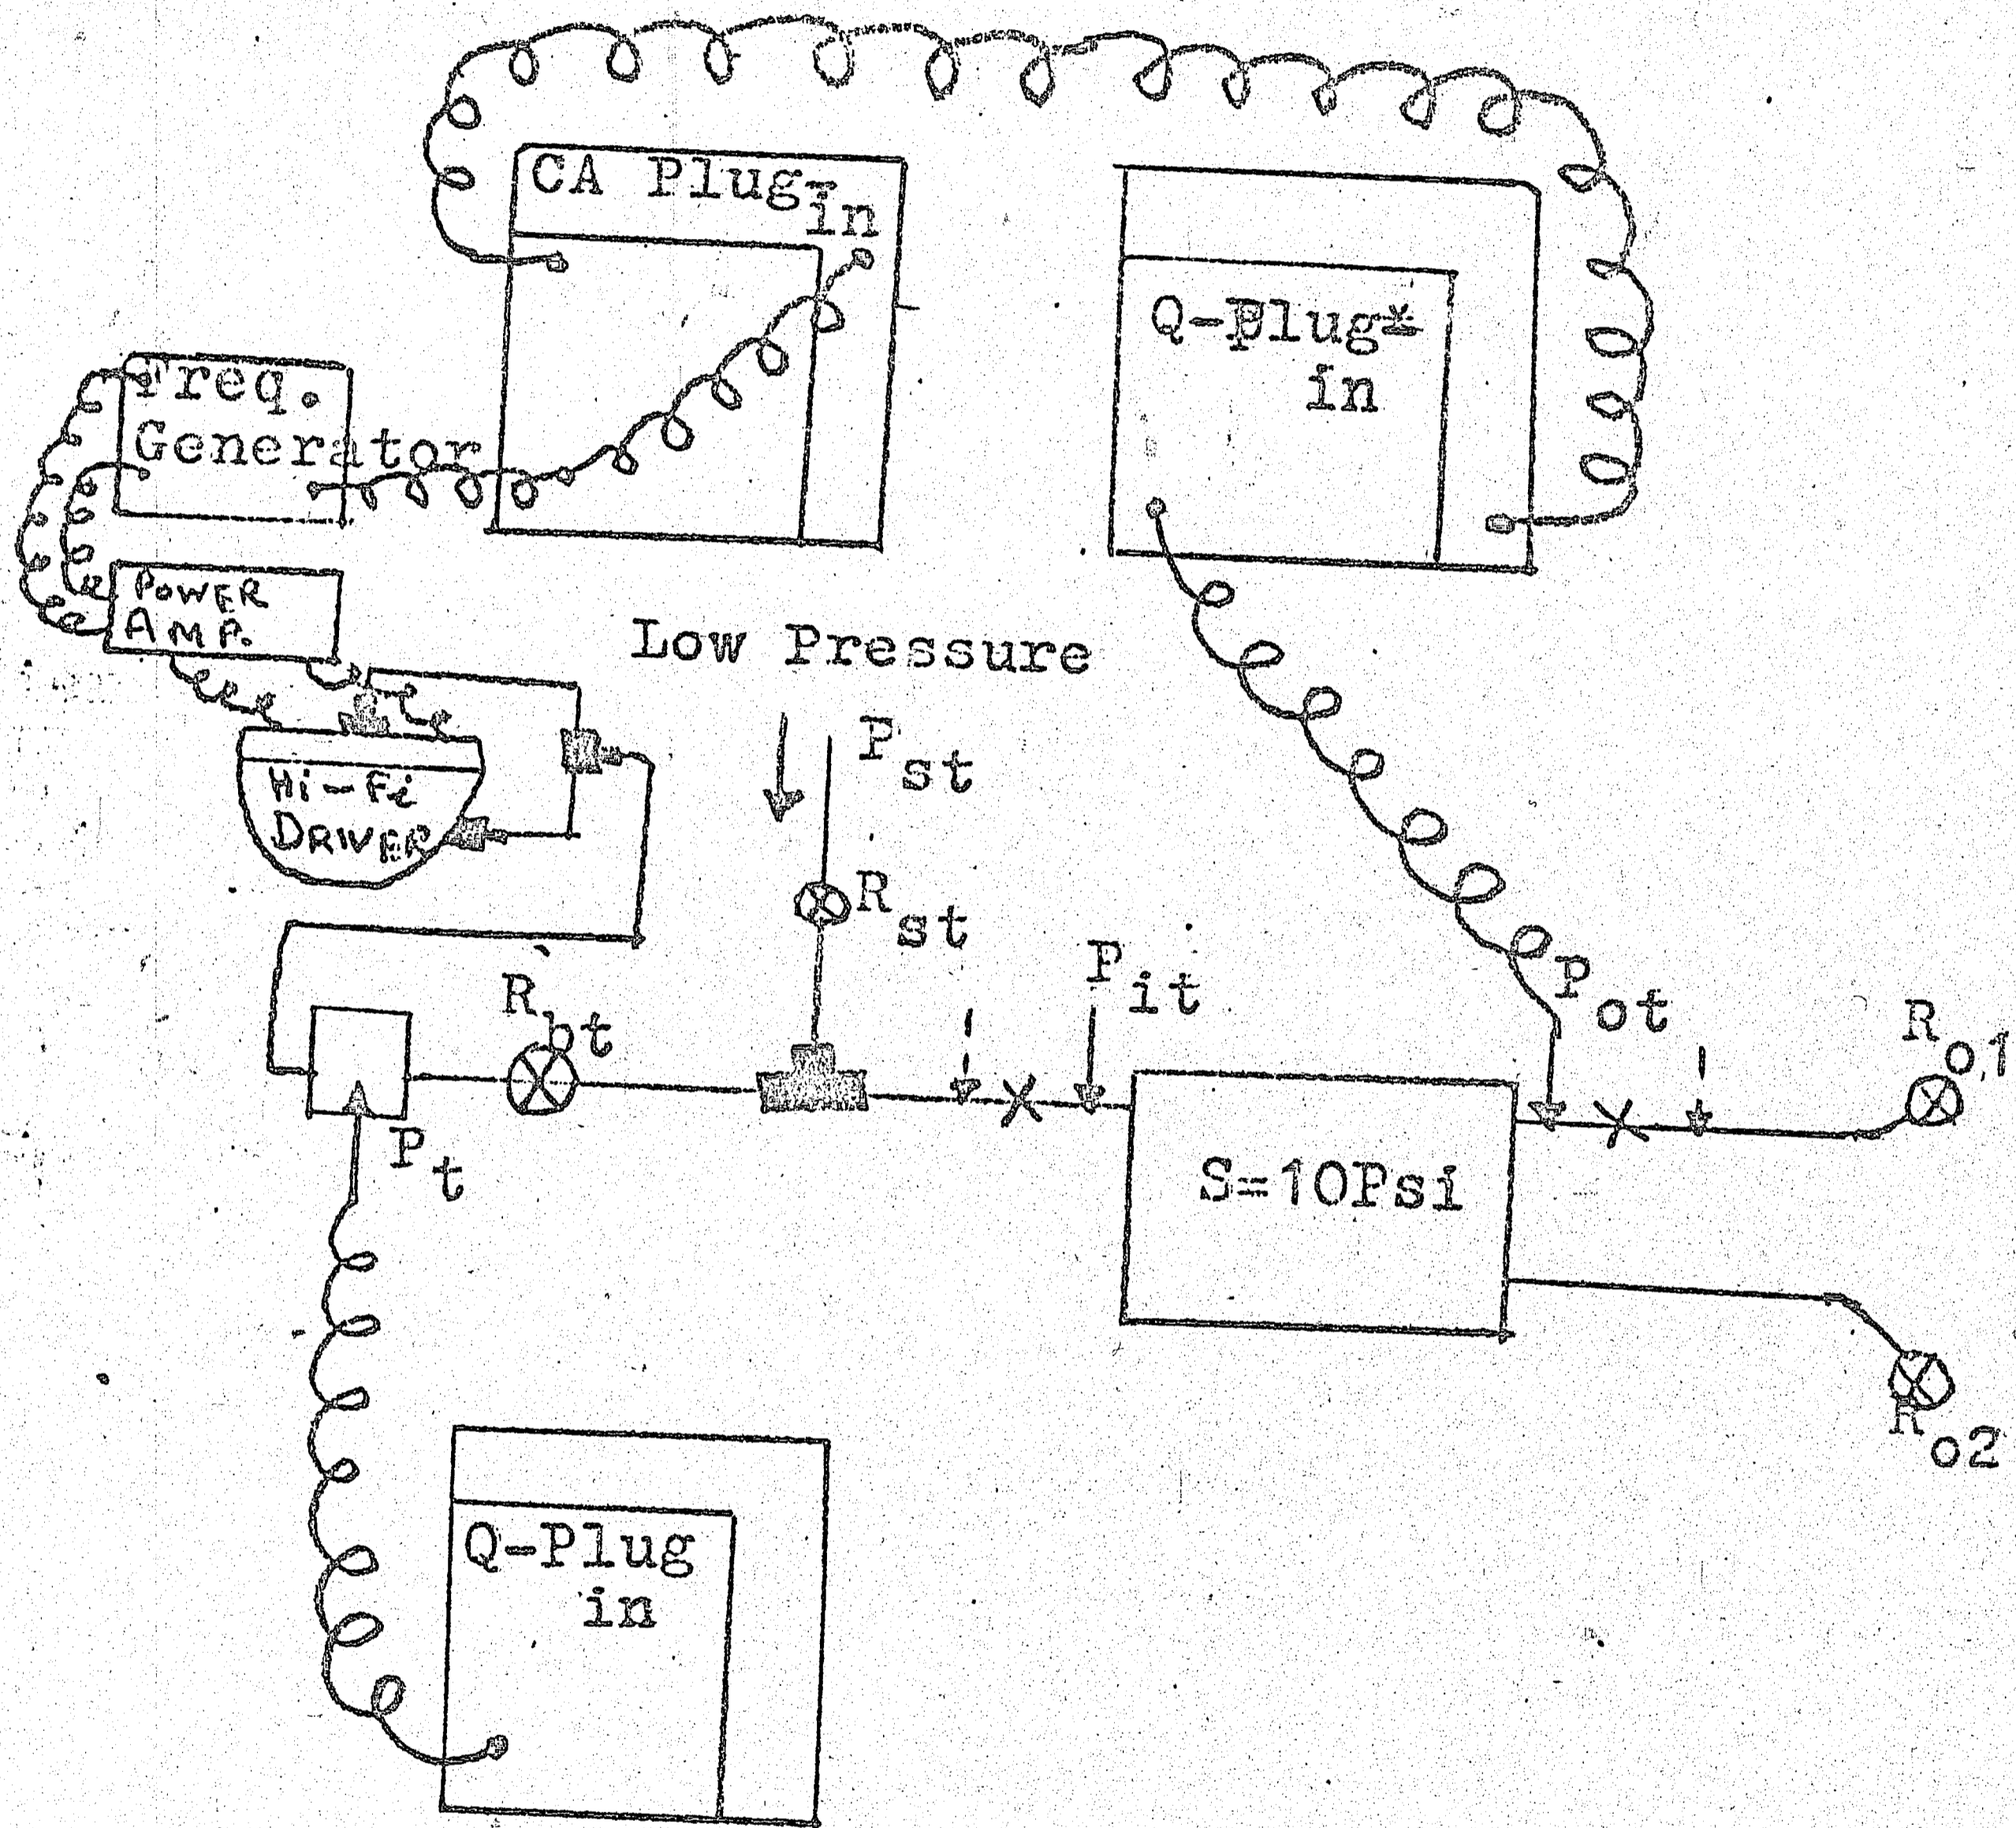 CA Plug-
in
Q-Plug-
in
Freq.
Generator
POWER
AMP.
Low Pressure
Pst
Hi-Fi
DRIVER
Rst
Pit
Pot
Rbt
Ro1
Pt
S=10Psi
Ro2
Q-Plug
in